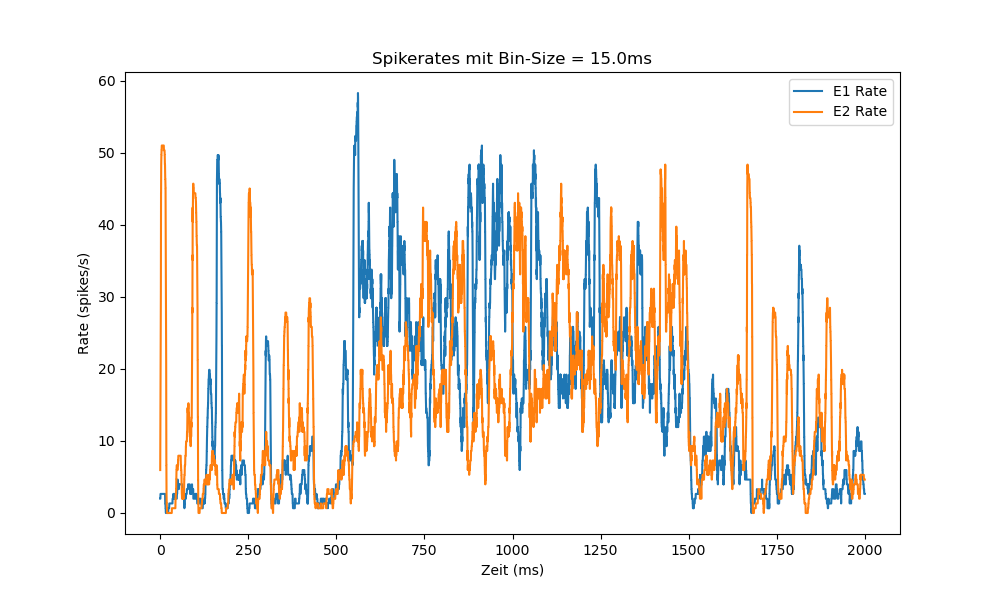 Spikerates mit Bin-Size = 15.0ms
E1 Rate
E2 Rate
60
50
40
30
20
10
0
Rate (spikes/s)
0 250 500 750 1000 1250 1500 1750 2000
Zeit (ms)